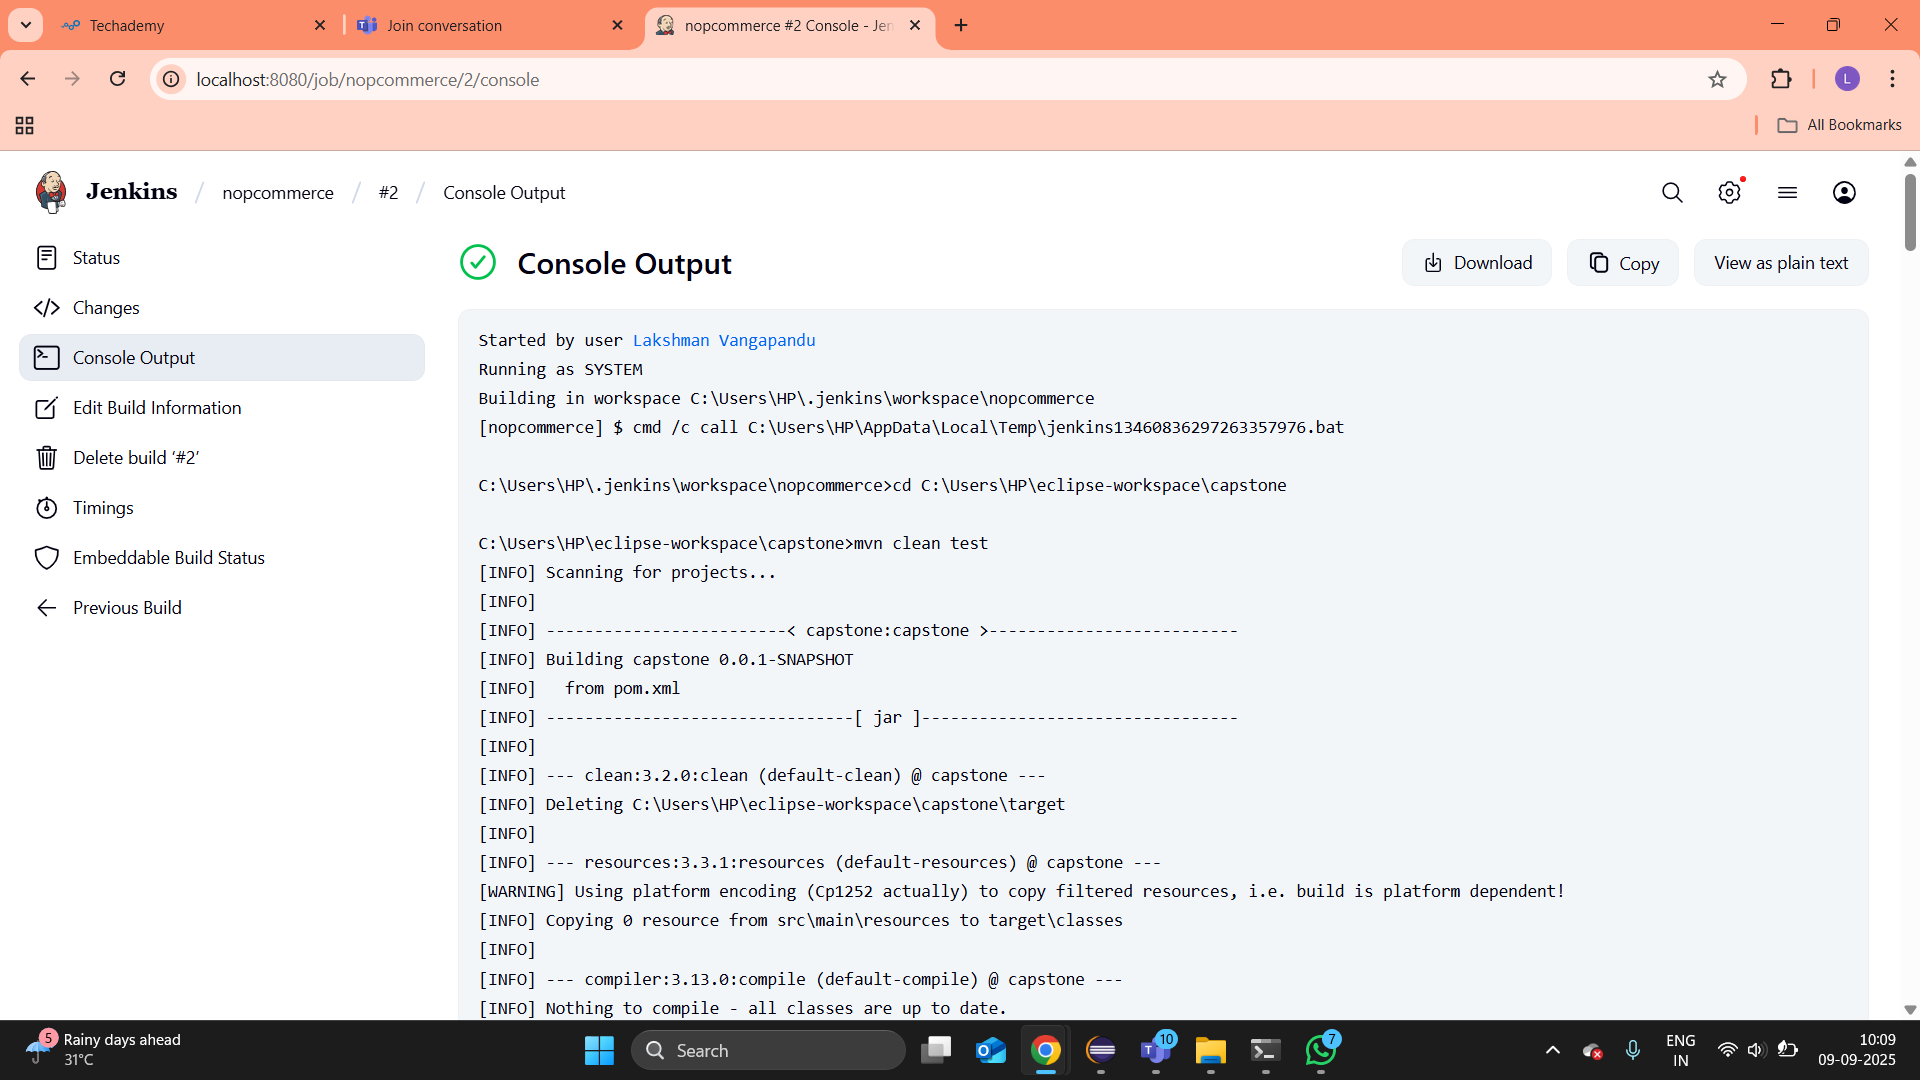 Techademy
Join conversation
nopcommerce #2 Console - Jen
localhost:8080/job/nopcommerce/2/console
L
All Bookmarks
Jenkins / nopcommerce / #2 / Console Output
Status
Changes
Console Output
Edit Build Information
Delete build ‘#2’
Timings
Embeddable Build Status
Previous Build
Console Output
Download
Copy
View as plain text
Started by user Lakshman Vangapandu
Running as SYSTEM
Building in workspace C:\Users\HP\.jenkins\workspace\nopcommerce
[nopcommerce] $ cmd /c call C:\Users\HP\AppData\Local\Temp\jenkins13460836297263357976.bat
C:\Users\HP\.jenkins\workspace\nopcommerce>cd C:\Users\HP\eclipse-workspace\capstone
C:\Users\HP\eclipse-workspace\capstone>mvn clean test
[INFO] Scanning for projects...
[INFO]
[INFO] -------------------------< capstone:capstone >--------------------------
[INFO] Building capstone 0.0.1-SNAPSHOT
[INFO]   from pom.xml
[INFO] --------------------------------[ jar ]---------------------------------
[INFO]
[INFO] --- clean:3.2.0:clean (default-clean) @ capstone ---
[INFO] Deleting C:\Users\HP\eclipse-workspace\capstone\target
[INFO]
[INFO] --- resources:3.3.1:resources (default-resources) @ capstone ---
[WARNING] Using platform encoding (Cp1252 actually) to copy filtered resources, i.e. build is platform dependent!
[INFO] Copying 0 resource from src\main\resources to target\classes
[INFO]
[INFO] --- compiler:3.13.0:compile (default-compile) @ capstone ---
[INFO] Nothing to compile - all classes are up to date.
5
Rainy days ahead
31°C
Search
10
7
ENG
IN
10:09
09-09-2025